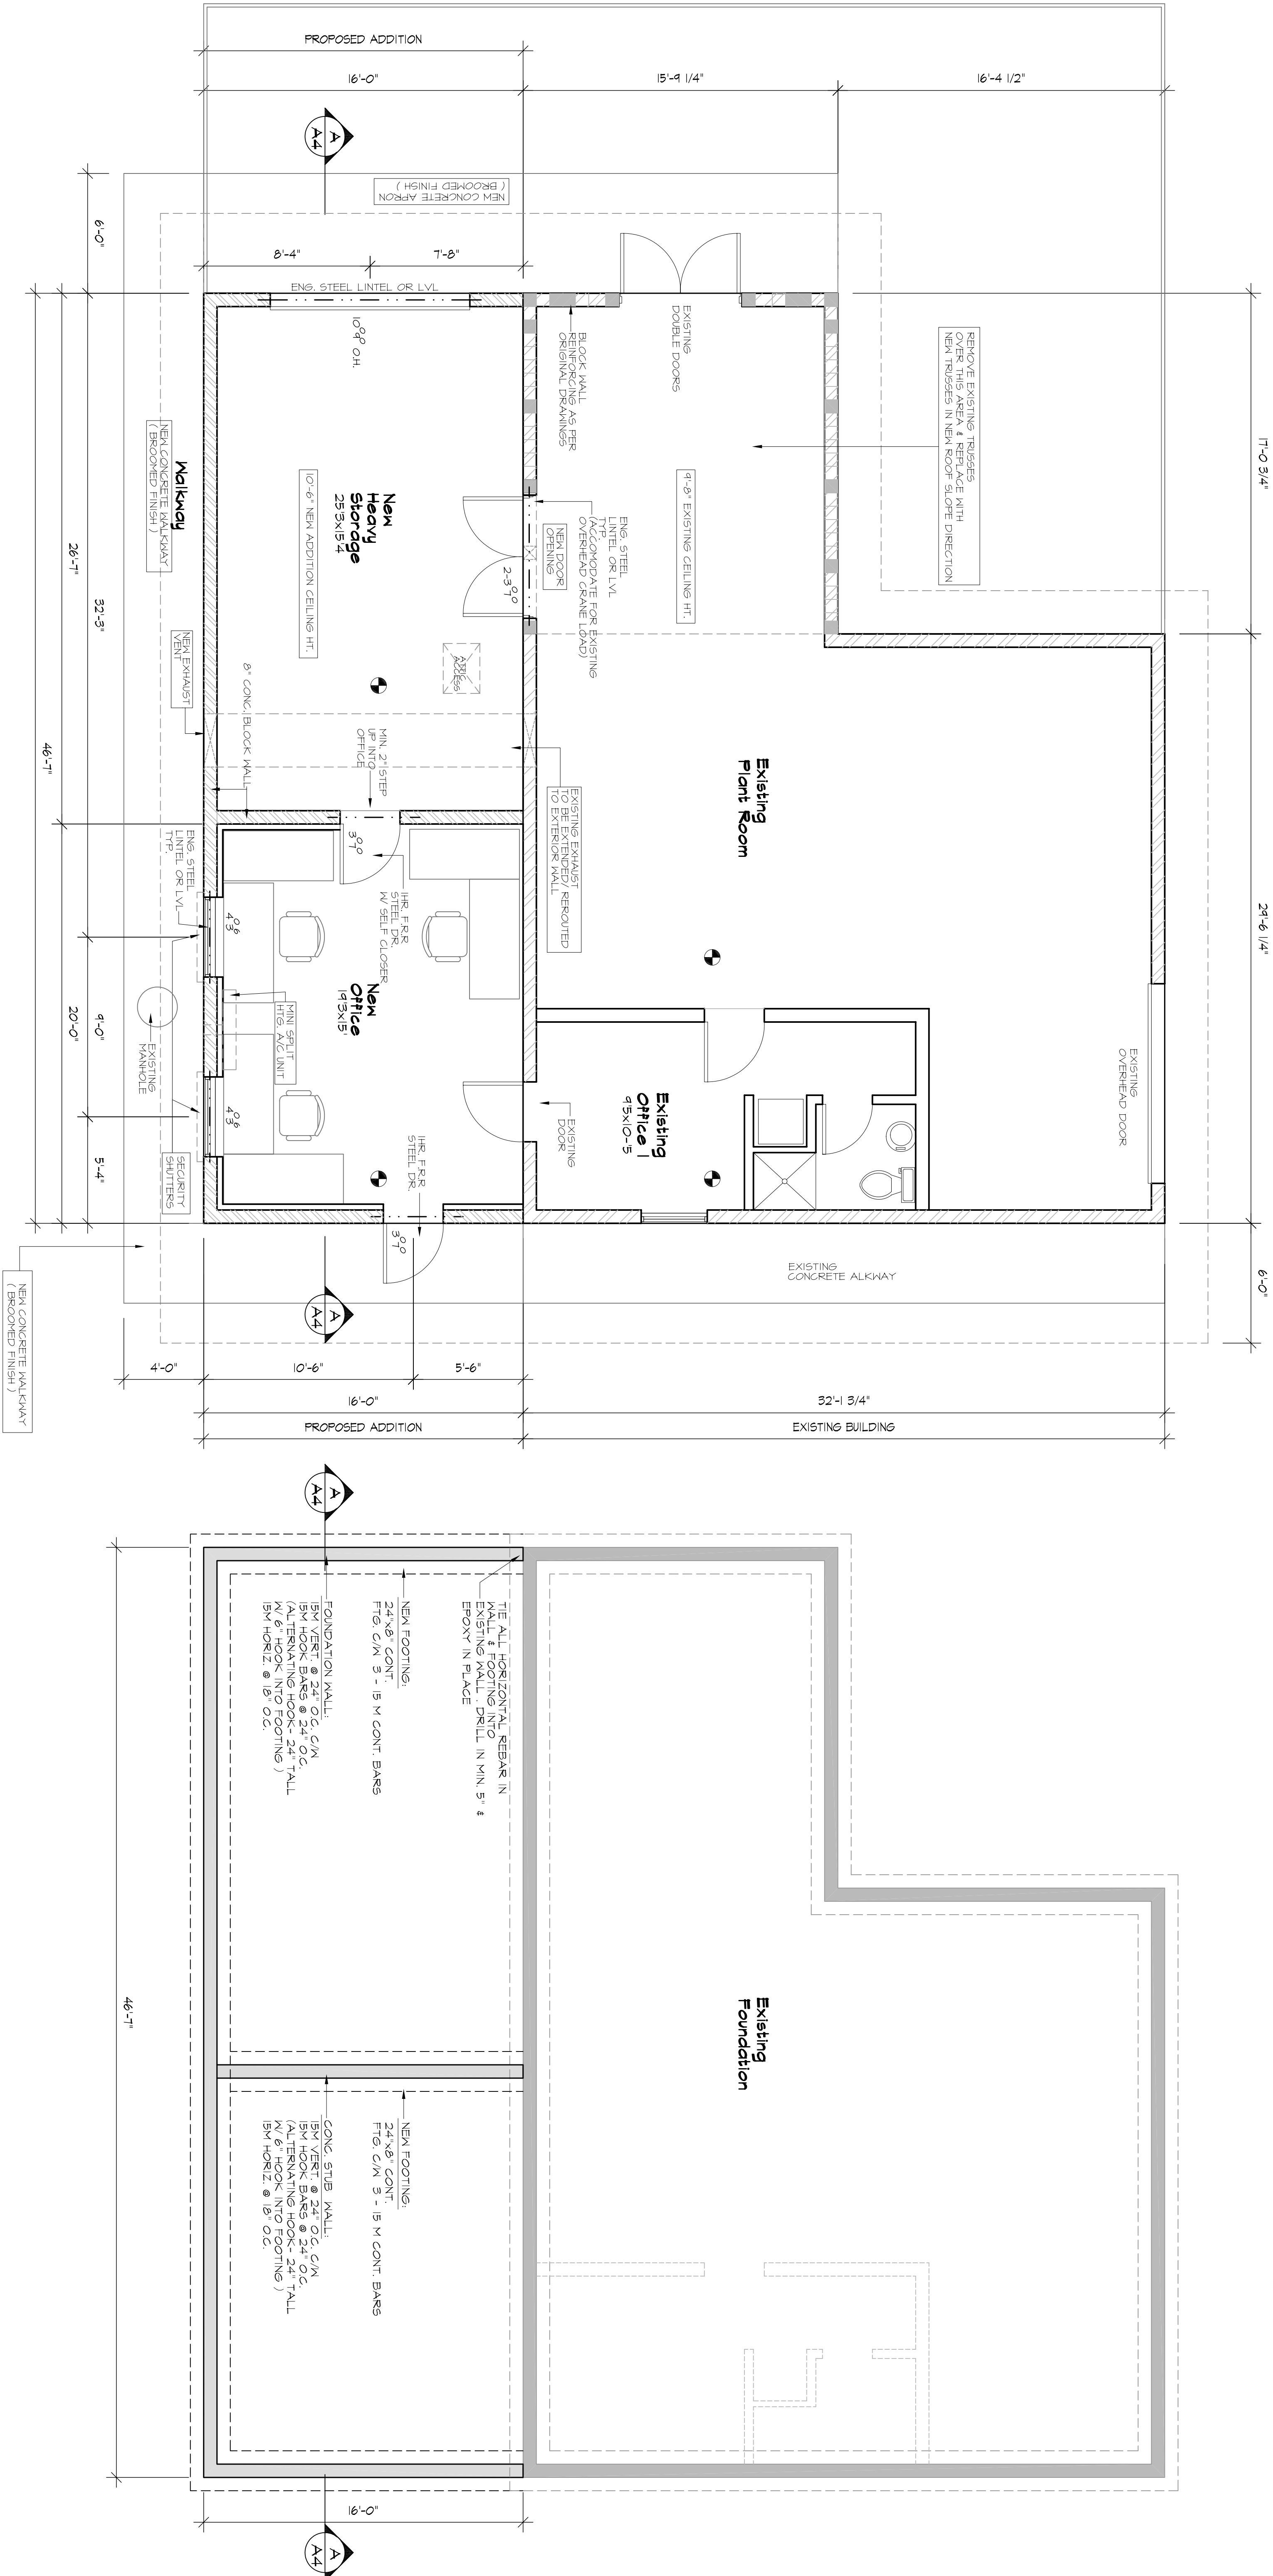 PROPOSED ADDITION
16'-0"
15'-9 1/4"
16'-4 1/2"
A
A4
NEW CONCRETE APRON
( BROOMED FINISH )
6'-0"
8'-4"
7'-8"
17'-0 3/4"
ENG. STEEL LINTEL OR LVL
10⁰9⁰ O.H.
EXISTING
DOUBLE DOORS
BLOCK WALL
REINFORCING AS PER
ORIGINAL DRAWINGS
REMOVE EXISTING TRUSSES
OVER THIS AREA & REPLACE WITH
NEW TRUSSES IN NEW ROOF SLOPE DIRECTION
9'-8" EXISTING CEILING HT.
New
Heavy
Storage
25'3x15'4
10'-6" NEW ADDITION CEILING HT.
ENG. STEEL
LINTEL OR LVL
TYP.
(ACCOMODATE FOR EXISTING
OVERHEAD CRANE LOAD)
NEW DOOR
OPENING
2-3⁰7⁰
Walkway
NEW CONCRETE WALKWAY
( BROOMED FINISH )
NEW EXHAUST
VENT
8" CONC. BLOCK WALL
ATTIC
ACCESS
MIN. 2" STEP
UP INTO
OFFICE
EXISTING EXHAUST
TO BE EXTENDED/ REROUTED
TO EXTERIOR WALL
Existing
Plant Room
26'-7"
32'-3"
46'-7"
29'-6 1/4"
ENG. STEEL
LINTEL OR LVL
TYP.
3⁰7⁰
1HR. F.R.R
STEEL DR.
W/ SELF CLOSER
4⁰3⁶
New
Office
19'3x15'
MINI SPLIT
HTG. A/C UNIT
EXISTING
MANHOLE
9'-0"
20'-0"
4⁰3⁶
SECURITY
SHUTTERS
5'-4"
EXISTING
DOOR
Existing
Office 1
9'5x10'-5
EXISTING
OVERHEAD DOOR
1HR. F.R.R
STEEL DR.
3⁰7⁰
EXISTING
CONCRETE ALKWAY
6'-0"
NEW CONCRETE WALKWAY
( BROOMED FINISH )
A
A4
4'-0"
10'-6"
5'-6"
16'-0"
32'-1 3/4"
PROPOSED ADDITION
EXISTING BUILDING
A
A4
TIE ALL HORIZONTAL REBAR IN
WALL & FOOTING INTO
EXISTING WALL . DRILL IN MIN. 5" &
EPOXY IN PLACE
NEW FOOTING:
24"x8" CONT.
FTG. C/W 3 - 15 M CONT. BARS
FOUNDATION WALL:
15M VERT. @ 24" O.C. C/W
15M HOOK BARS @ 24" O.C.
(ALTERNATING HOOK- 24" TALL
W/ 6" HOOK INTO FOOTING )
15M HORIZ. @ 18" O.C.
Existing
Foundation
46'-7"
NEW FOOTING:
24"x8" CONT.
FTG. C/W 3 - 15 M CONT. BARS
CONC. STUB WALL:
15M VERT. @ 24" O.C. C/W
15M HOOK BARS @ 24" O.C.
(ALTERNATING HOOK- 24" TALL
W/ 6" HOOK INTO FOOTING )
15M HORIZ. @ 18" O.C.
16'-0"
A
A4